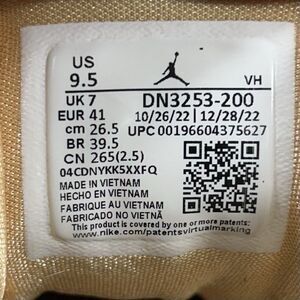 US
9.5
VH
UK 7
EUR 41
cm 26.5
BR 39.5
CN 265(2.5)
DN3253-200
10/26/22 | 12/28/22
UPC 00196604375627
04CDNYKK5XXFQ
MADE IN VIETNAM
HECHO EN VIETNAM
FABRIQUE AU VIETNAM
FABRICADO NO VIETNÃ
This product is covered by one or more
www.nike.com/patentsvirtualmarking